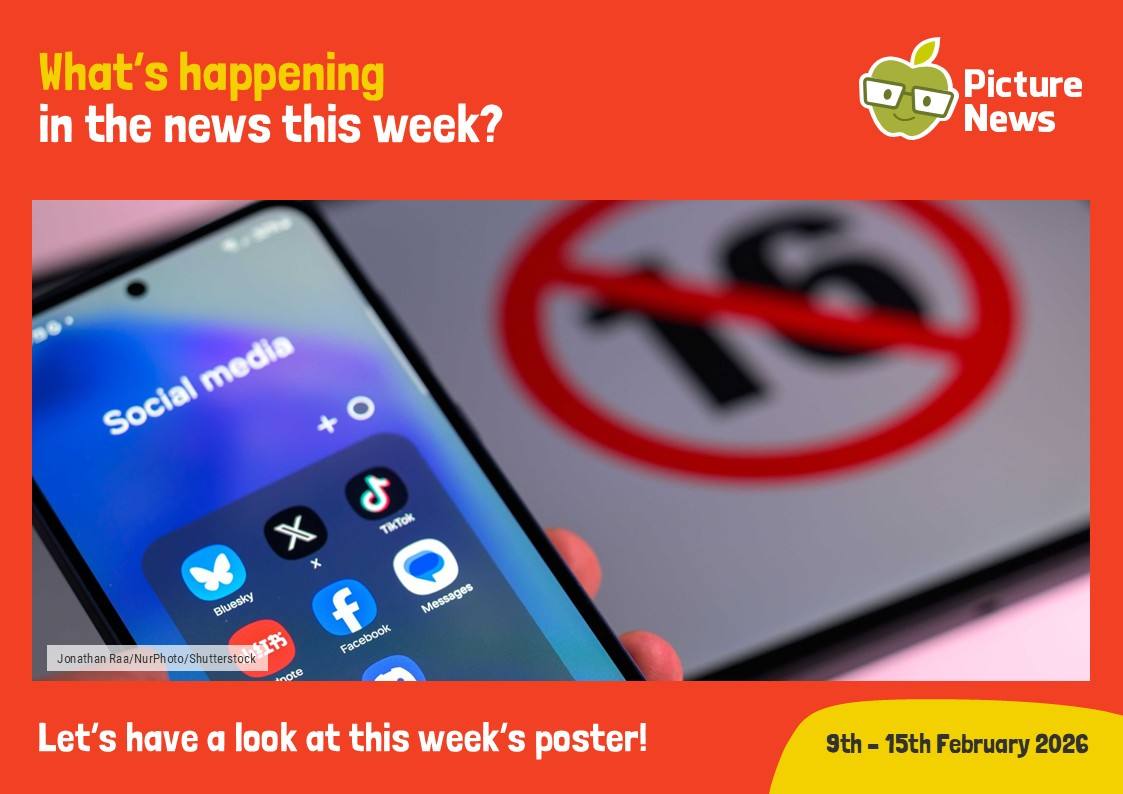 What's happening
in the news this week?
Picture
News
16
Social media
TikTok
X
Messages
Bluesky
Facebook
Jonathan Raa/NurPhoto/Shutterstock
Let's have a look at this week's poster!
9th – 15th February 2026